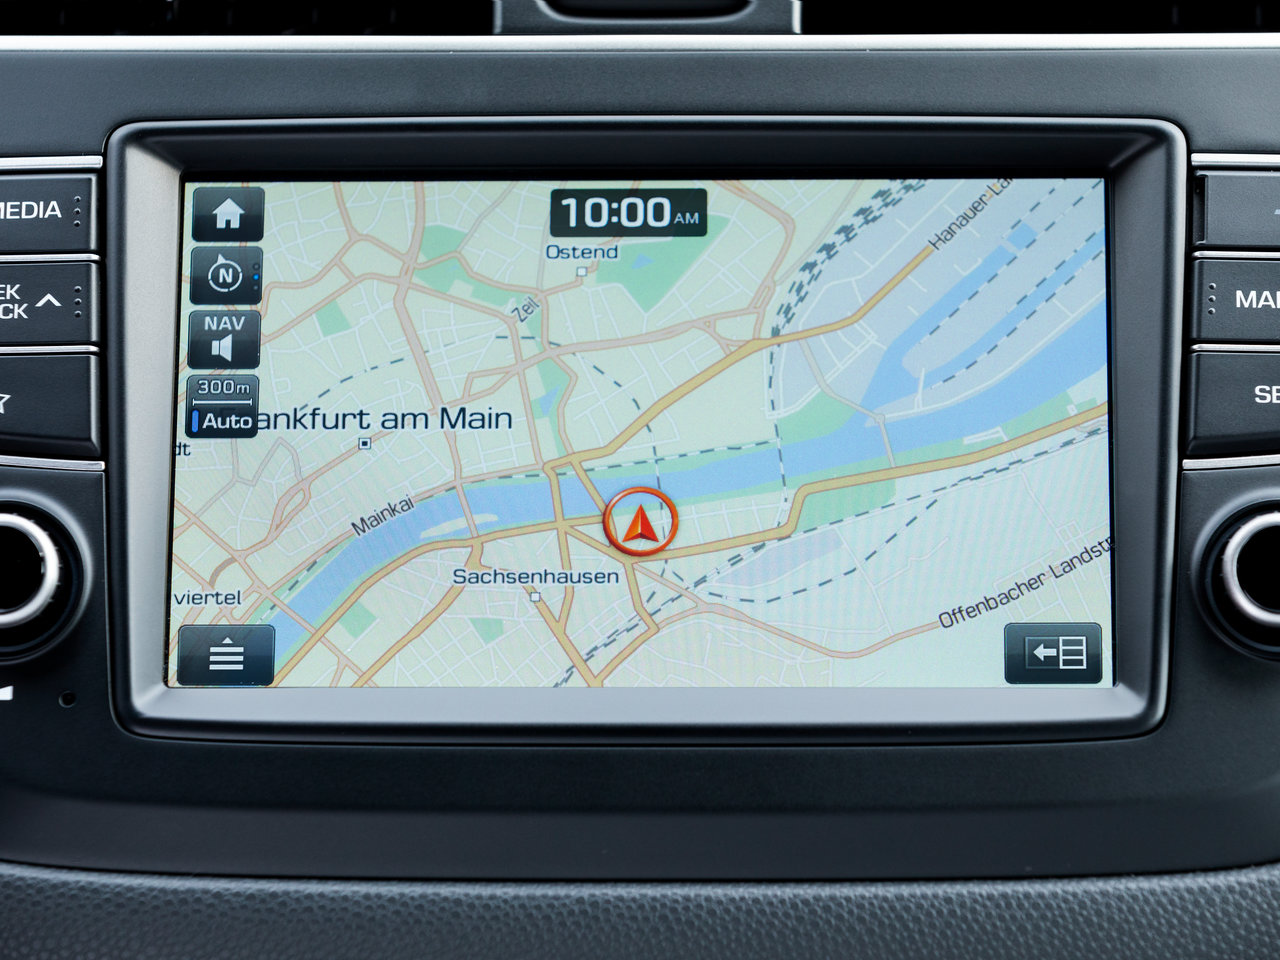 10:00 AM
Ostend
Hanauer La
Zeil
N
NAV
300m
Auto
ankfurt am Main
dt
Mainkai
Sachsenhausen
viertel
Offenbacher Landstr
MEDIA
EK
CK
MA
SE